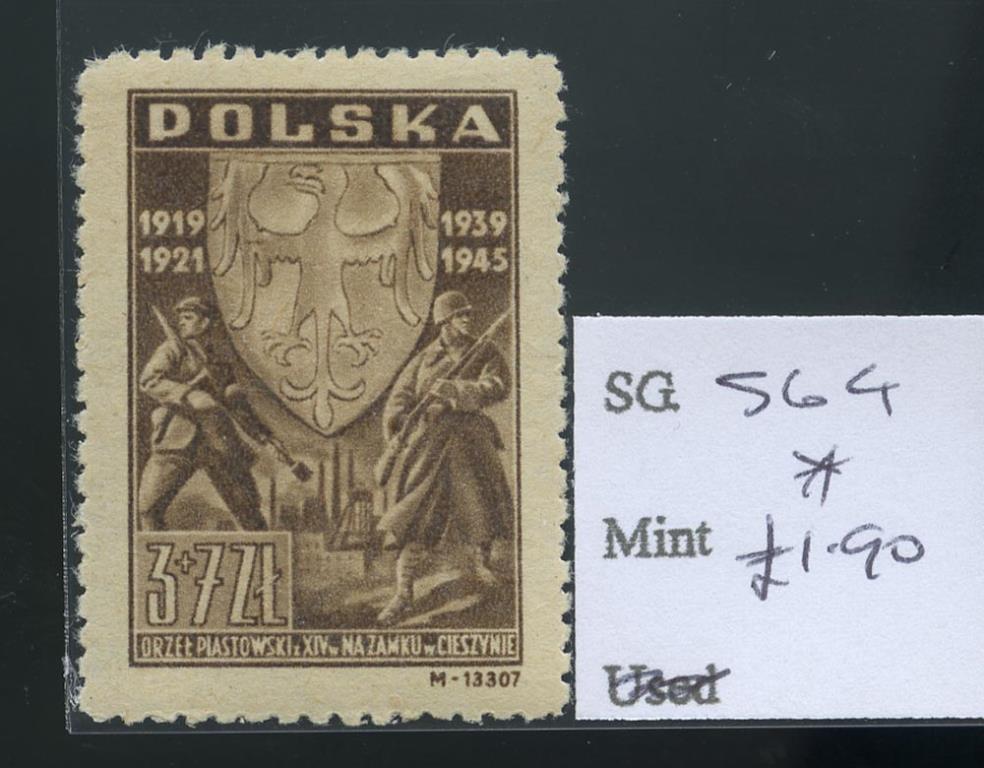 POLSKA
1919 1939
1921 1945
3+7 ZŁ
ORZEŁ PIASTOWSKI z XIV w. NA ZAMKU w CIESZYNIE
M-13307
SG 564
*
Mint £1.90
Used